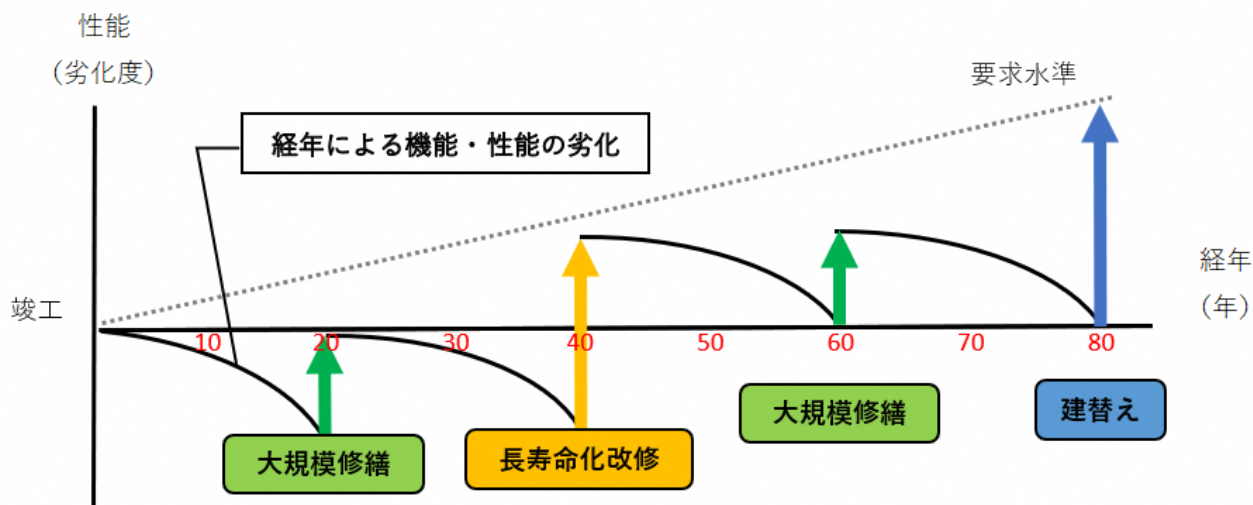 性能
（劣化度）
要求水準
経年による機能・性能の劣化
竣工
経年
（年）
10
20
30
40
50
60
70
80
大規模修繕
長寿命化改修
大規模修繕
建替え